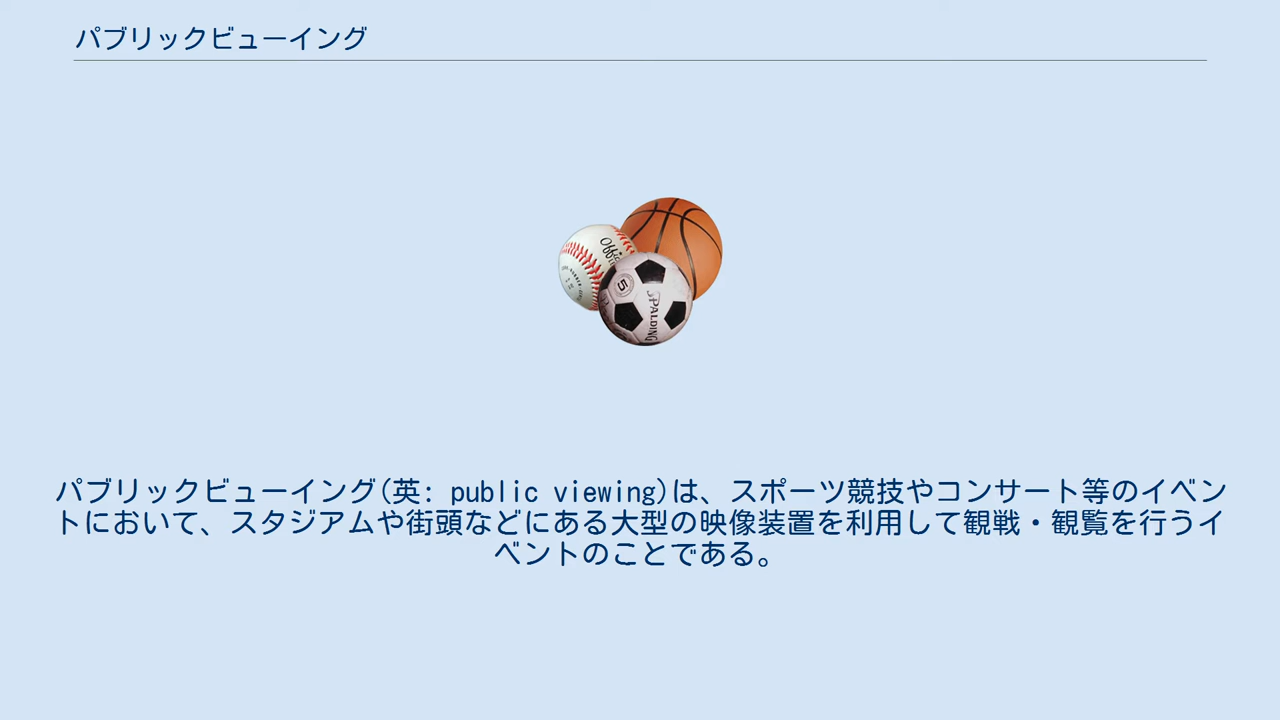 パブリックビューイング
Offic
5
SPALDING
パブリックビューイング(英: public viewing)は、スポーツ競技やコンサート等のイベン
トにおいて、スタジアムや街頭などにある大型の映像装置を利用して観戦・観覧を行うイ
ベントのことである。